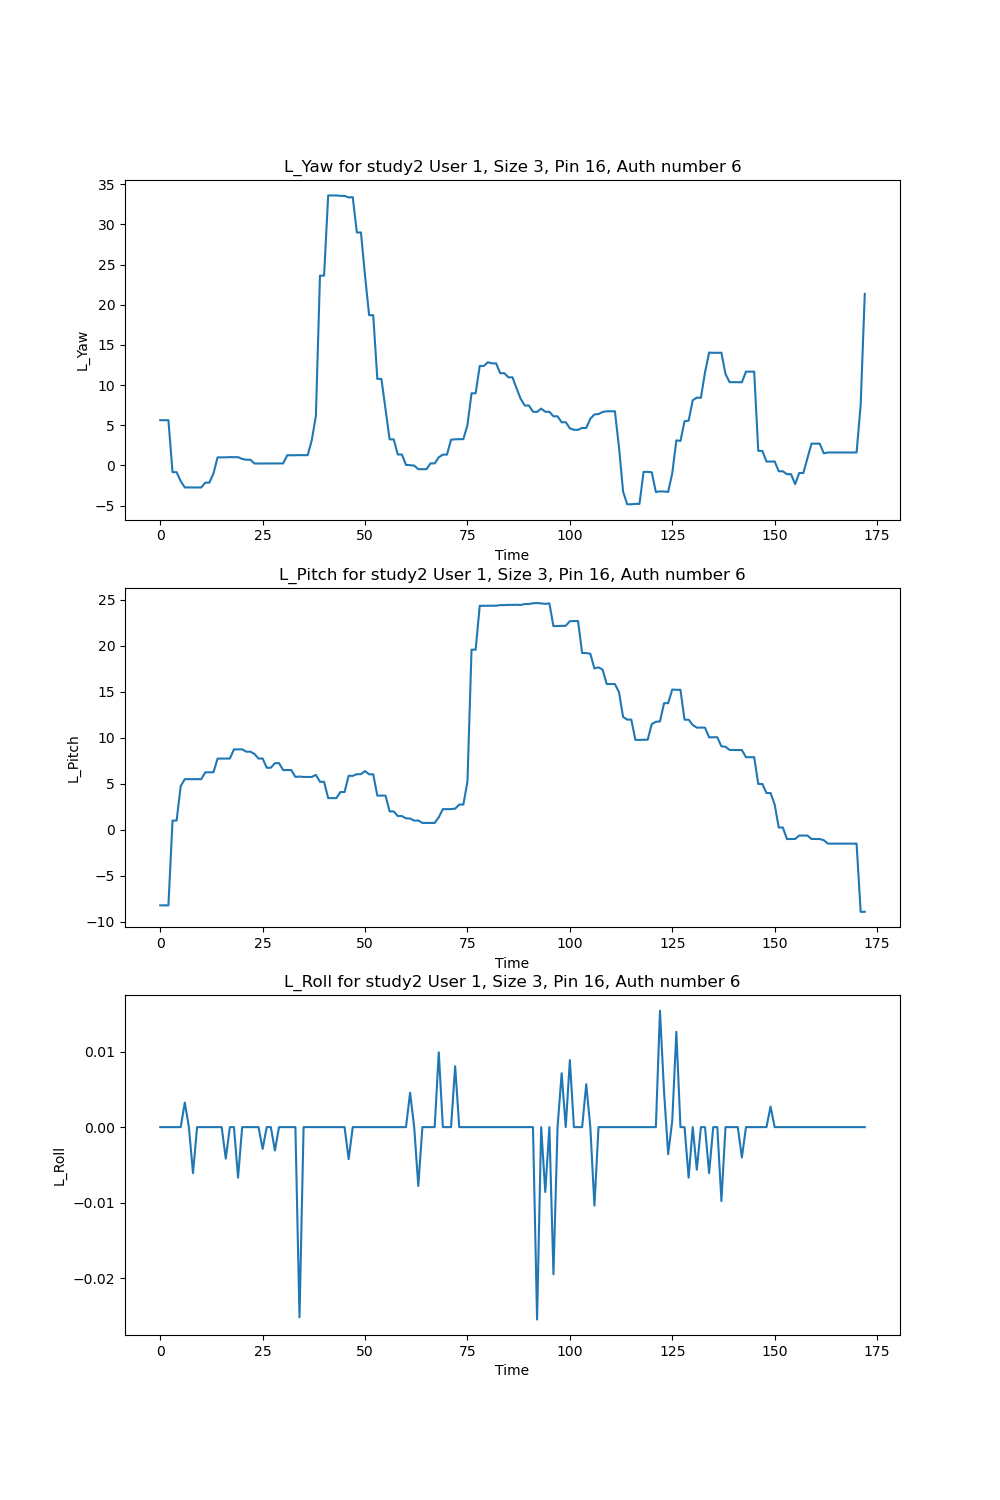 L_Yaw for study2 User 1, Size 3, Pin 16, Auth number 6
35
30
25
20
15
10
5
0
−5
L_Yaw
0 25 50 75 100 125 150 175
Time
L_Pitch for study2 User 1, Size 3, Pin 16, Auth number 6
25
20
15
10
5
0
−5
−10
L_Pitch
0 25 50 75 100 125 150 175
Time
L_Roll for study2 User 1, Size 3, Pin 16, Auth number 6
0.01
0.00
−0.01
−0.02
L_Roll
0 25 50 75 100 125 150 175
Time